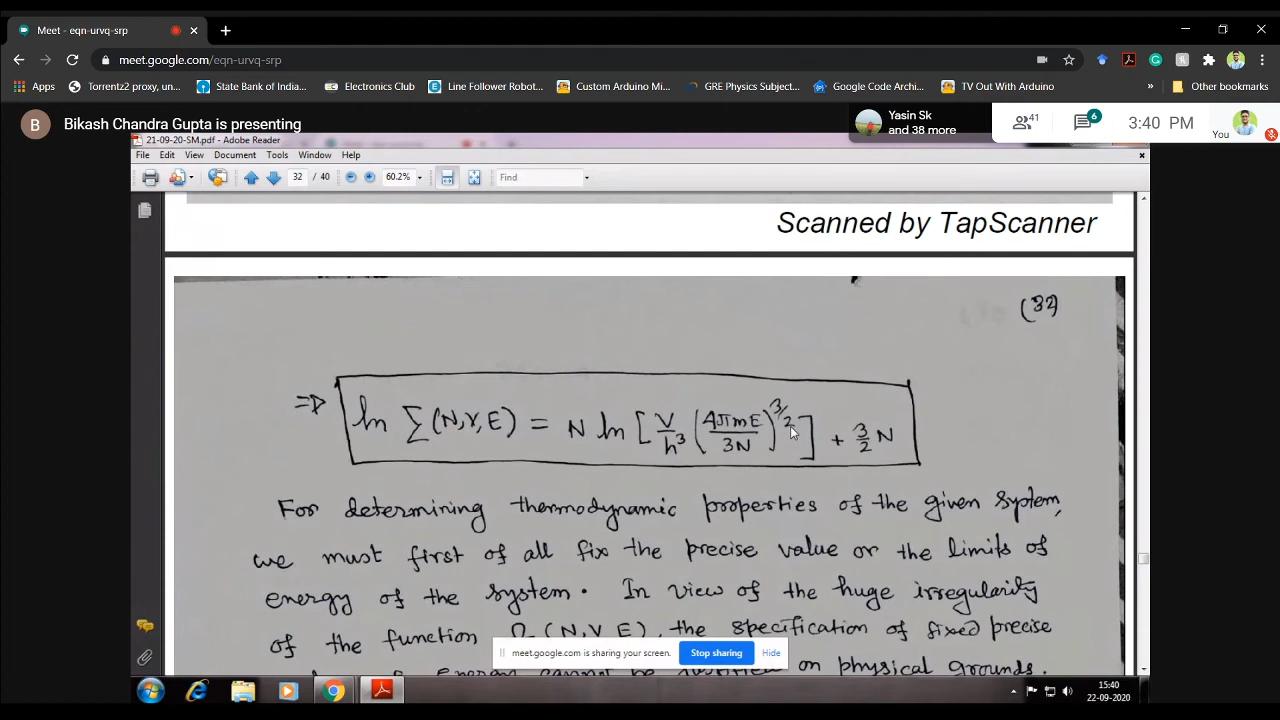 Meet - eqn-urvq-srp
meet.google.com/eqn-urvq-srp
Apps Torrentz2 proxy, un... State Bank of India Electronics Club Line Follower Robot... Custom Arduino Mi... GRE Physics Subject... Google Code Archi... TV Out With Arduino » Other bookmarks
B Bikash Chandra Gupta is presenting
Yasin Sk
and 38 more
41 6 3:40 PM You
21-09-20-SM.pdf - Adobe Reader
File Edit View Document Tools Window Help
32 / 40 60.2% Find
Scanned by TapScanner
(32)
=> ln Σ(N,V,E) = N ln [V/h³ (4πmE/3N)^3/2] + 3/2 N
For determining thermodynamic properties of the given system,
we must first of all fix the precise value or the limits of
energy of the system. In view of the huge irregularity
of the function (N,V,E), the specification of fixed precise
energy cannot be justified on physical grounds.
meet.google.com is sharing your screen. Stop sharing Hide
15:40
22-09-2020